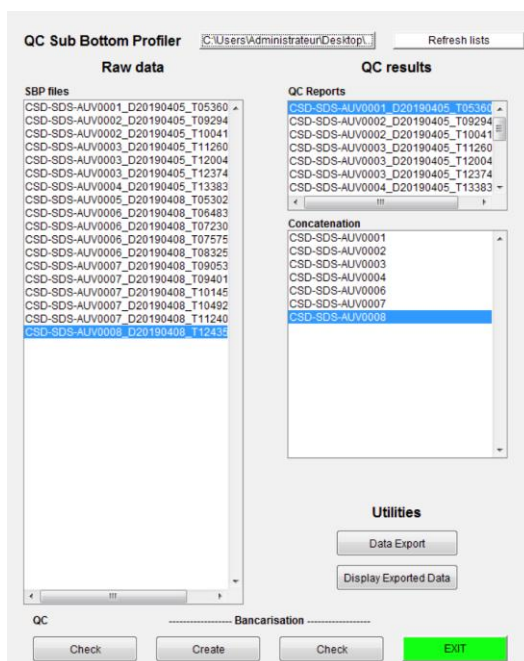 QC Sub Bottom Profiler
C:\Users\Administrateur\Desktop\..
Refresh lists
Raw data
SBP files
CSD-SDS-AUV0001_D20190405_T05360
CSD-SDS-AUV0002_D20190405_T09294
CSD-SDS-AUV0002_D20190405_T10041
CSD-SDS-AUV0003_D20190405_T11260
CSD-SDS-AUV0003_D20190405_T12004
CSD-SDS-AUV0003_D20190405_T12374
CSD-SDS-AUV0004_D20190405_T13383
CSD-SDS-AUV0006_D20190408_T05302
CSD-SDS-AUV0006_D20190408_T06483
CSD-SDS-AUV0006_D20190408_T07230
CSD-SDS-AUV0006_D20190408_T07575
CSD-SDS-AUV0006_D20190408_T08325
CSD-SDS-AUV0007_D20190408_T09053
CSD-SDS-AUV0007_D20190408_T09401
CSD-SDS-AUV0007_D20190408_T10145
CSD-SDS-AUV0007_D20190408_T10492
CSD-SDS-AUV0007_D20190408_T11240
CSD-SDS-AUV0008_D20190408_T12435
QC results
QC Reports
CSD-SDS-AUV0001_D20190405_T05360
CSD-SDS-AUV0002_D20190405_T09294
CSD-SDS-AUV0002_D20190405_T10041
CSD-SDS-AUV0003_D20190405_T11260
CSD-SDS-AUV0003_D20190405_T12004
CSD-SDS-AUV0003_D20190405_T12374
CSD-SDS-AUV0004_D20190405_T13383
Concatenation
CSD-SDS-AUV0001
CSD-SDS-AUV0002
CSD-SDS-AUV0003
CSD-SDS-AUV0004
CSD-SDS-AUV0006
CSD-SDS-AUV0007
CSD-SDS-AUV0008
Utilities
Data Export
Display Exported Data
QC
------------------ Bancarisation ------------------
Check
Create
Check
EXIT